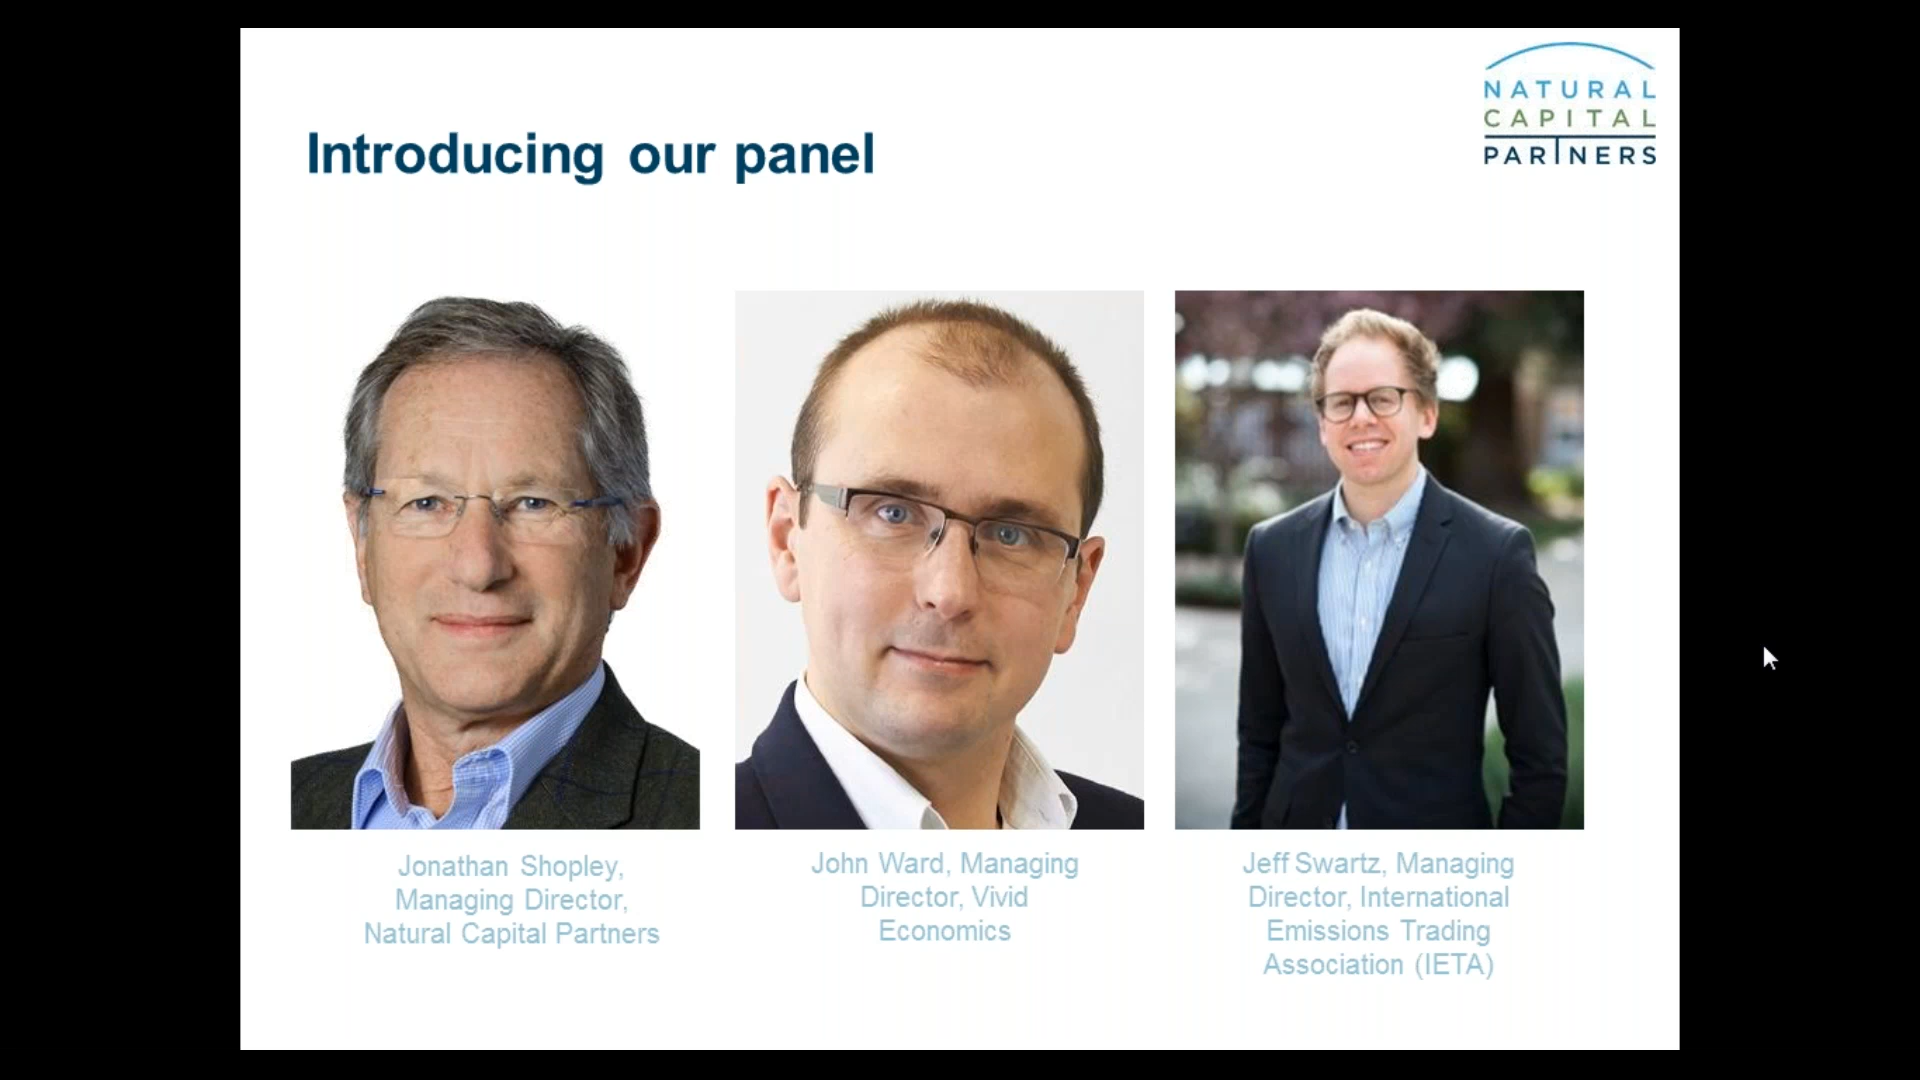 NATURAL
CAPITAL
PARTNERS
Introducing our panel
Jonathan Shopley,
Managing Director,
Natural Capital Partners
John Ward, Managing
Director, Vivid
Economics
Jeff Swartz, Managing
Director, International
Emissions Trading
Association (IETA)